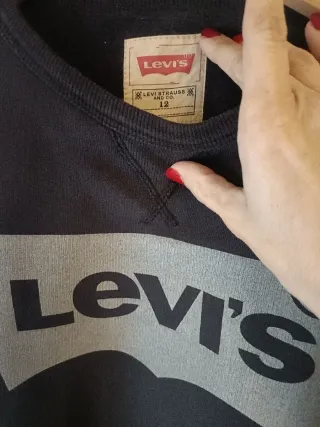 Levi's
LEVI STRAUSS
AND CO.
12
Levi's